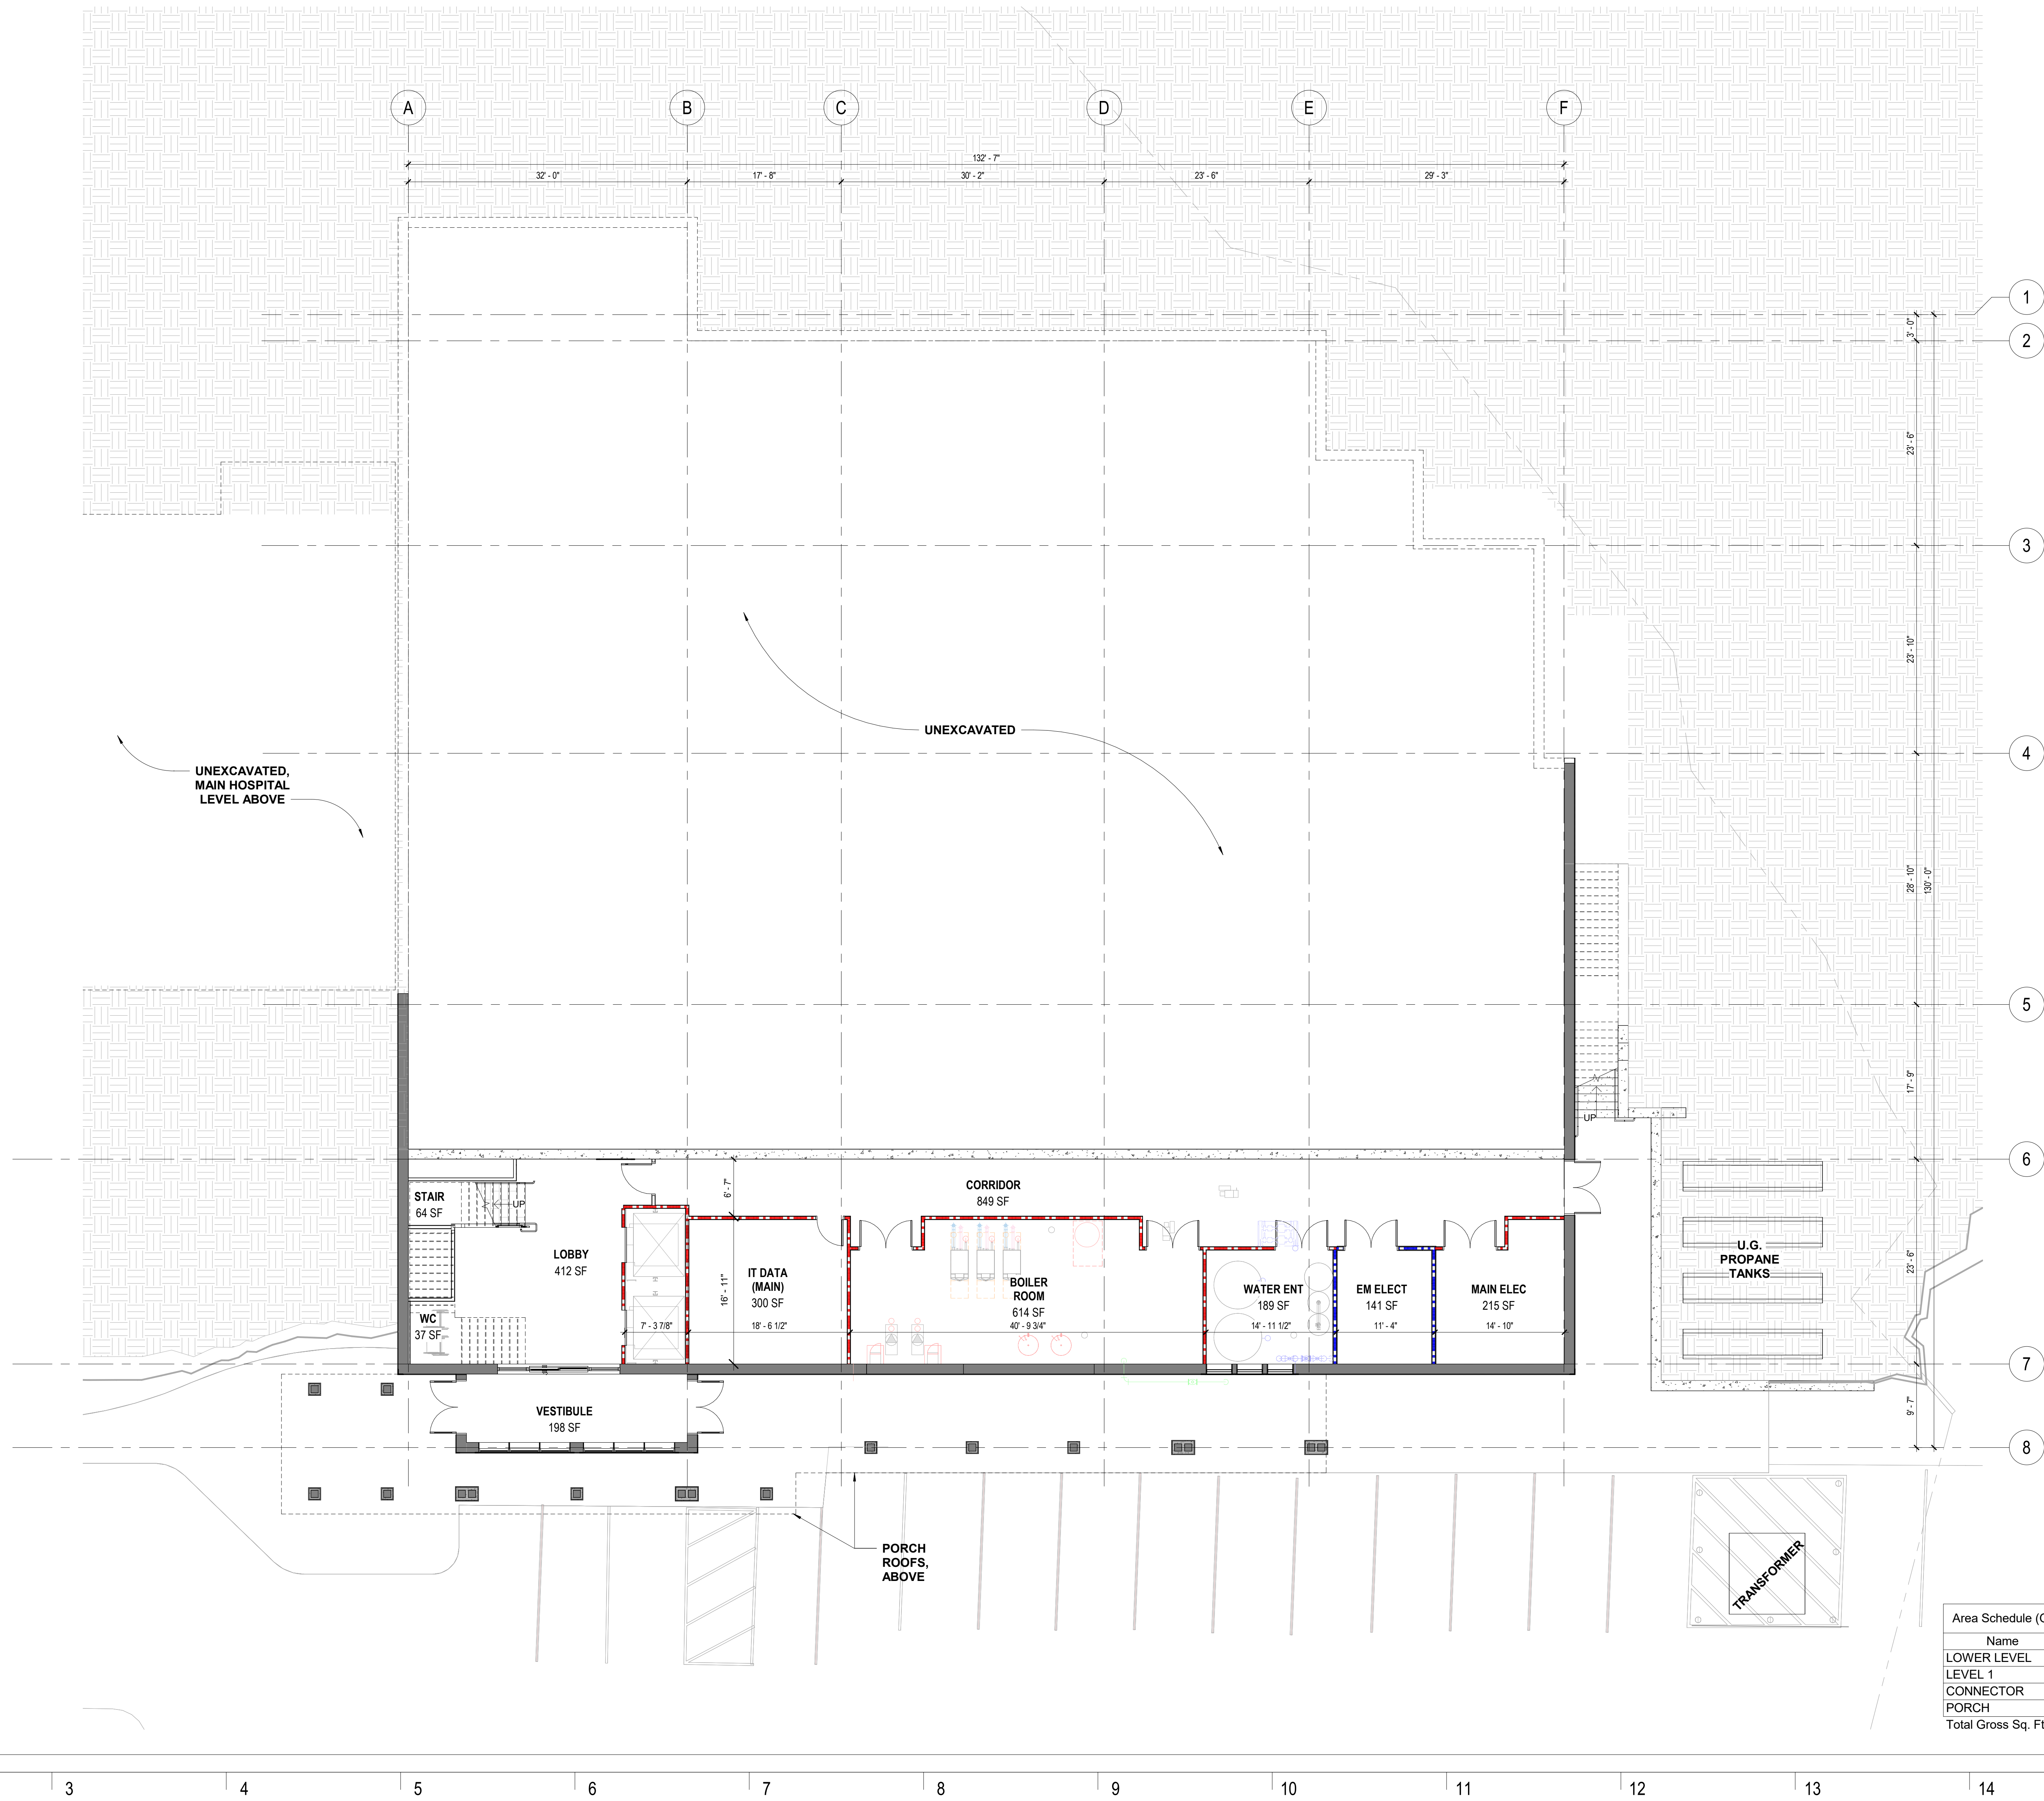 A B C D E F
132' - 7"
32' - 0" 17' - 8" 30' - 2" 23' - 6" 29' - 3"
1
3' - 0"
2
23' - 6"
3
23' - 10"
4
UNEXCAVATED
UNEXCAVATED,
MAIN HOSPITAL
LEVEL ABOVE
28' - 10"
130' - 0"
5
17' - 9"
UP
6
CORRIDOR
849 SF
6' - 7"
STAIR
64 SF
UP
LOBBY
412 SF
IT DATA
(MAIN)
300 SF
16' - 11"
BOILER
ROOM
614 SF
WATER ENT
189 SF
EM ELECT
141 SF
MAIN ELEC
215 SF
U.G.
PROPANE
TANKS
23' - 6"
WC
37 SF
7' - 3 7/8" 18' - 6 1/2" 40' - 9 3/4" 14' - 11 1/2" 11' - 4" 14' - 10"
7
VESTIBULE
198 SF
9' - 7"
8
PORCH
ROOFS,
ABOVE
TRANSFORMER
Area Schedule (G
Name
LOWER LEVEL
LEVEL 1
CONNECTOR
PORCH
Total Gross Sq. Ft
3 4 5 6 7 8 9 10 11 12 13 14